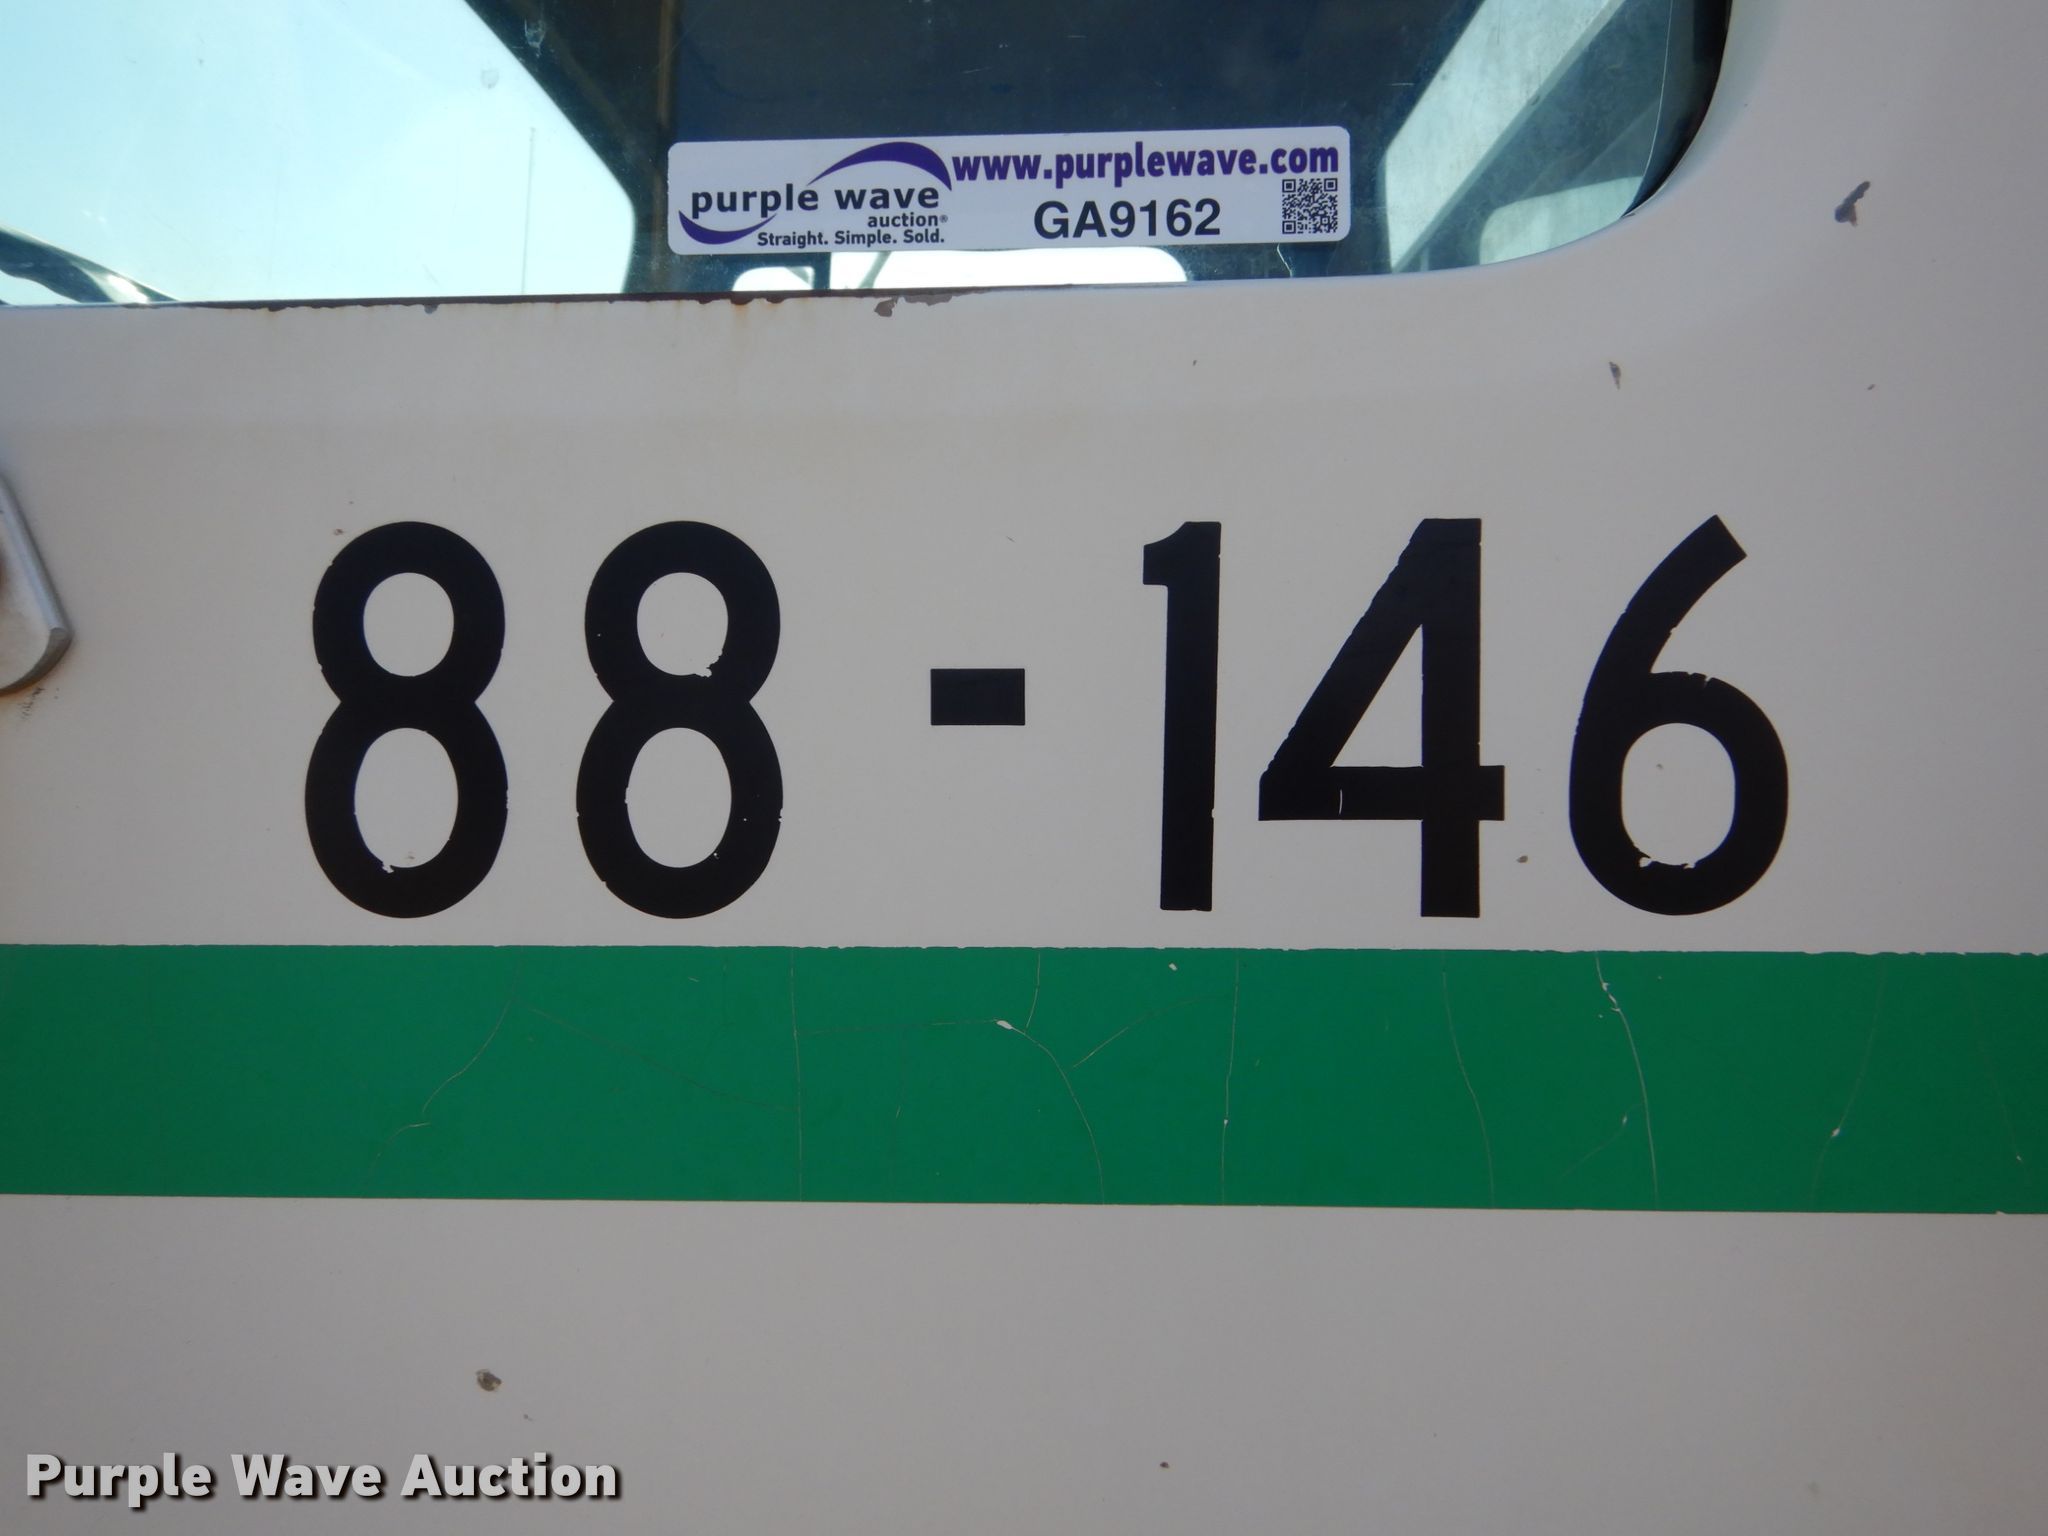 www.purplewave.com
purple wave
auction®
Straight. Simple. Sold.
GA9162
88-146
Purple Wave Auction